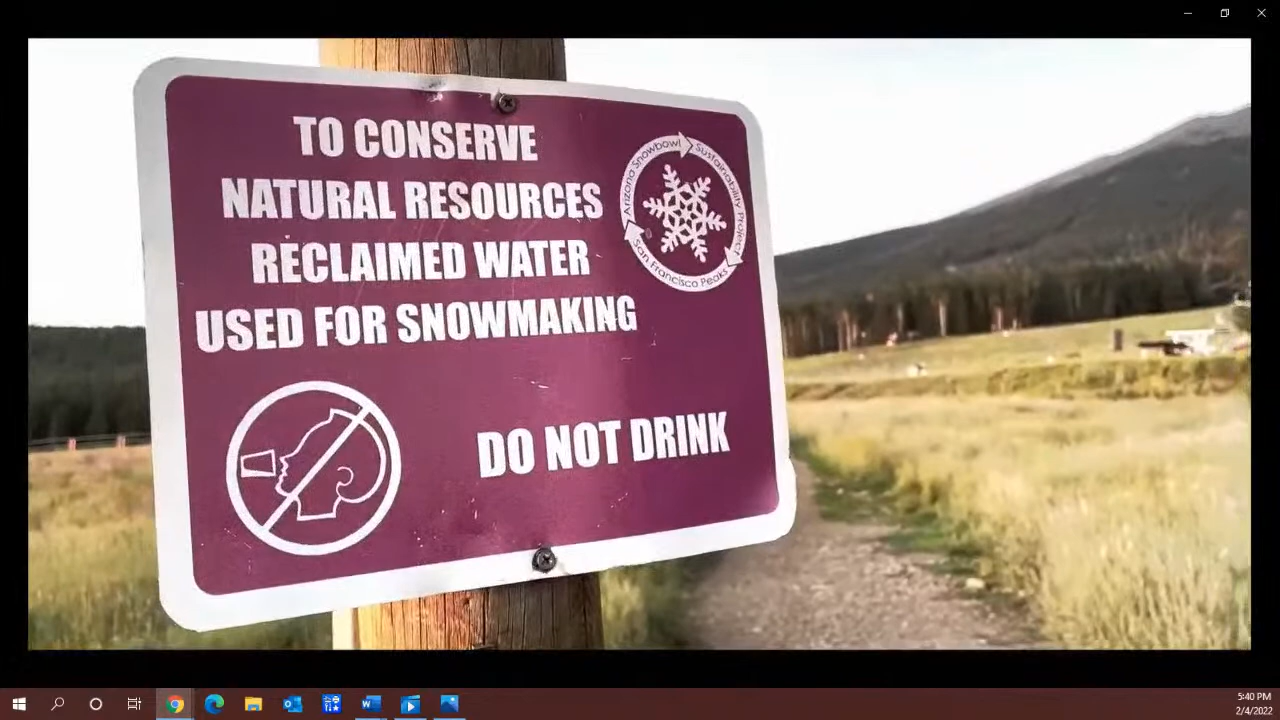 TO CONSERVE
NATURAL RESOURCES
RECLAIMED WATER
USED FOR SNOWMAKING
Arizona Snowbowl
Sustainability Project
San Francisco Peaks
DO NOT DRINK
5:40 PM
2/4/2022